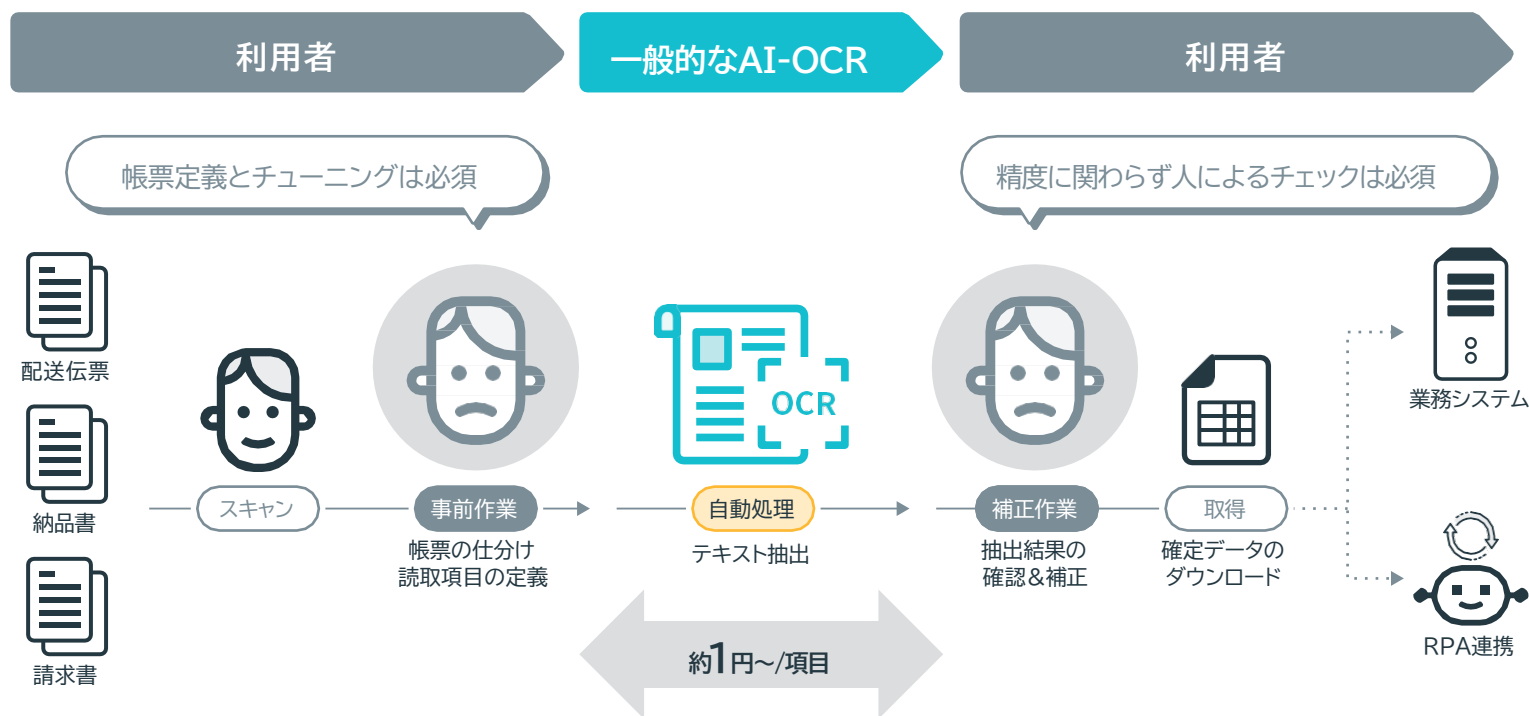 利用者
一般的なAI-OCR
利用者
帳票定義とチューニングは必須
精度に関わらず人によるチェックは必須
配送伝票
納品書
請求書
スキャン
事前作業
帳票の仕分け
読取項目の定義
OCR
自動処理
テキスト抽出
補正作業
抽出結果の
確認&補正
取得
確定データの
ダウンロード
業務システム
RPA連携
約1円~/項目